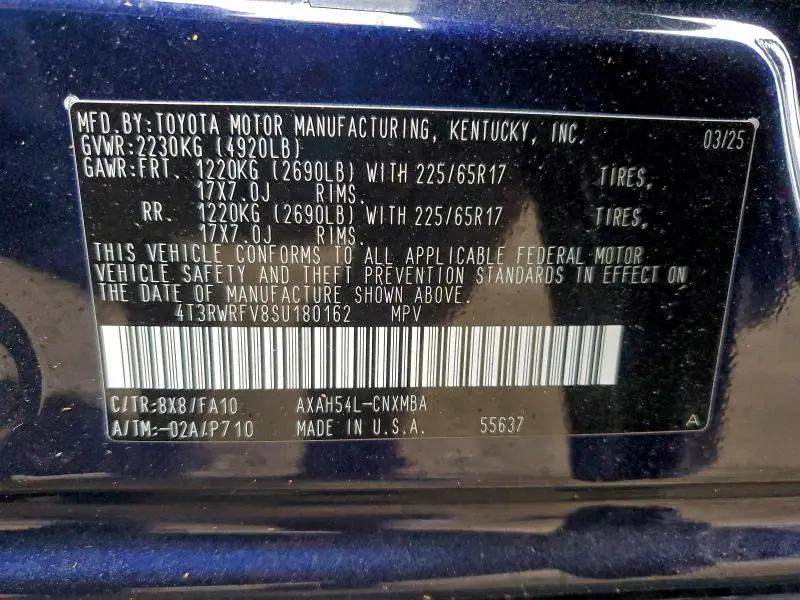 MFD.BY:TOYOTA MOTOR MANUFACTURING, KENTUCKY, INC. 03/25
GVWR:2230KG (4920LB)
GAWR:FRT. 1220KG (2690LB) WITH 225/65R17 TIRES,
17X7.0J RIMS.
RR. 1220KG (2690LB) WITH 225/65R17 TIRES,
17X7.0J RIMS.
THIS VEHICLE CONFORMS TO ALL APPLICABLE FEDERAL MOTOR
VEHICLE SAFETY AND THEFT PREVENTION STANDARDS IN EFFECT ON
THE DATE OF MANUFACTURE SHOWN ABOVE.
4T3RWRFV8SU180162 MPV
C/TR:8X8/FA10 AXAH54L-CNXMBA
A/TM:-02A/P710 MADE IN U.S.A. 55637 A